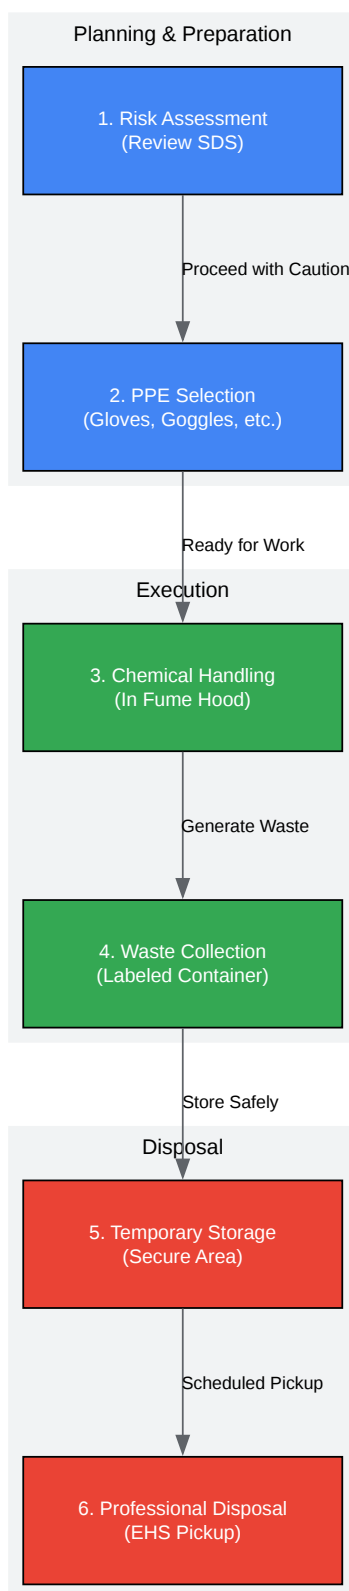 Planning & Preparation
1. Risk Assessment
(Review SDS)
Proceed with Caution
2. PPE Selection
(Gloves, Goggles, etc.)
Ready for Work
Execution
3. Chemical Handling
(In Fume Hood)
Generate Waste
4. Waste Collection
(Labeled Container)
Store Safely
Disposal
5. Temporary Storage
(Secure Area)
Scheduled Pickup
6. Professional Disposal
(EHS Pickup)